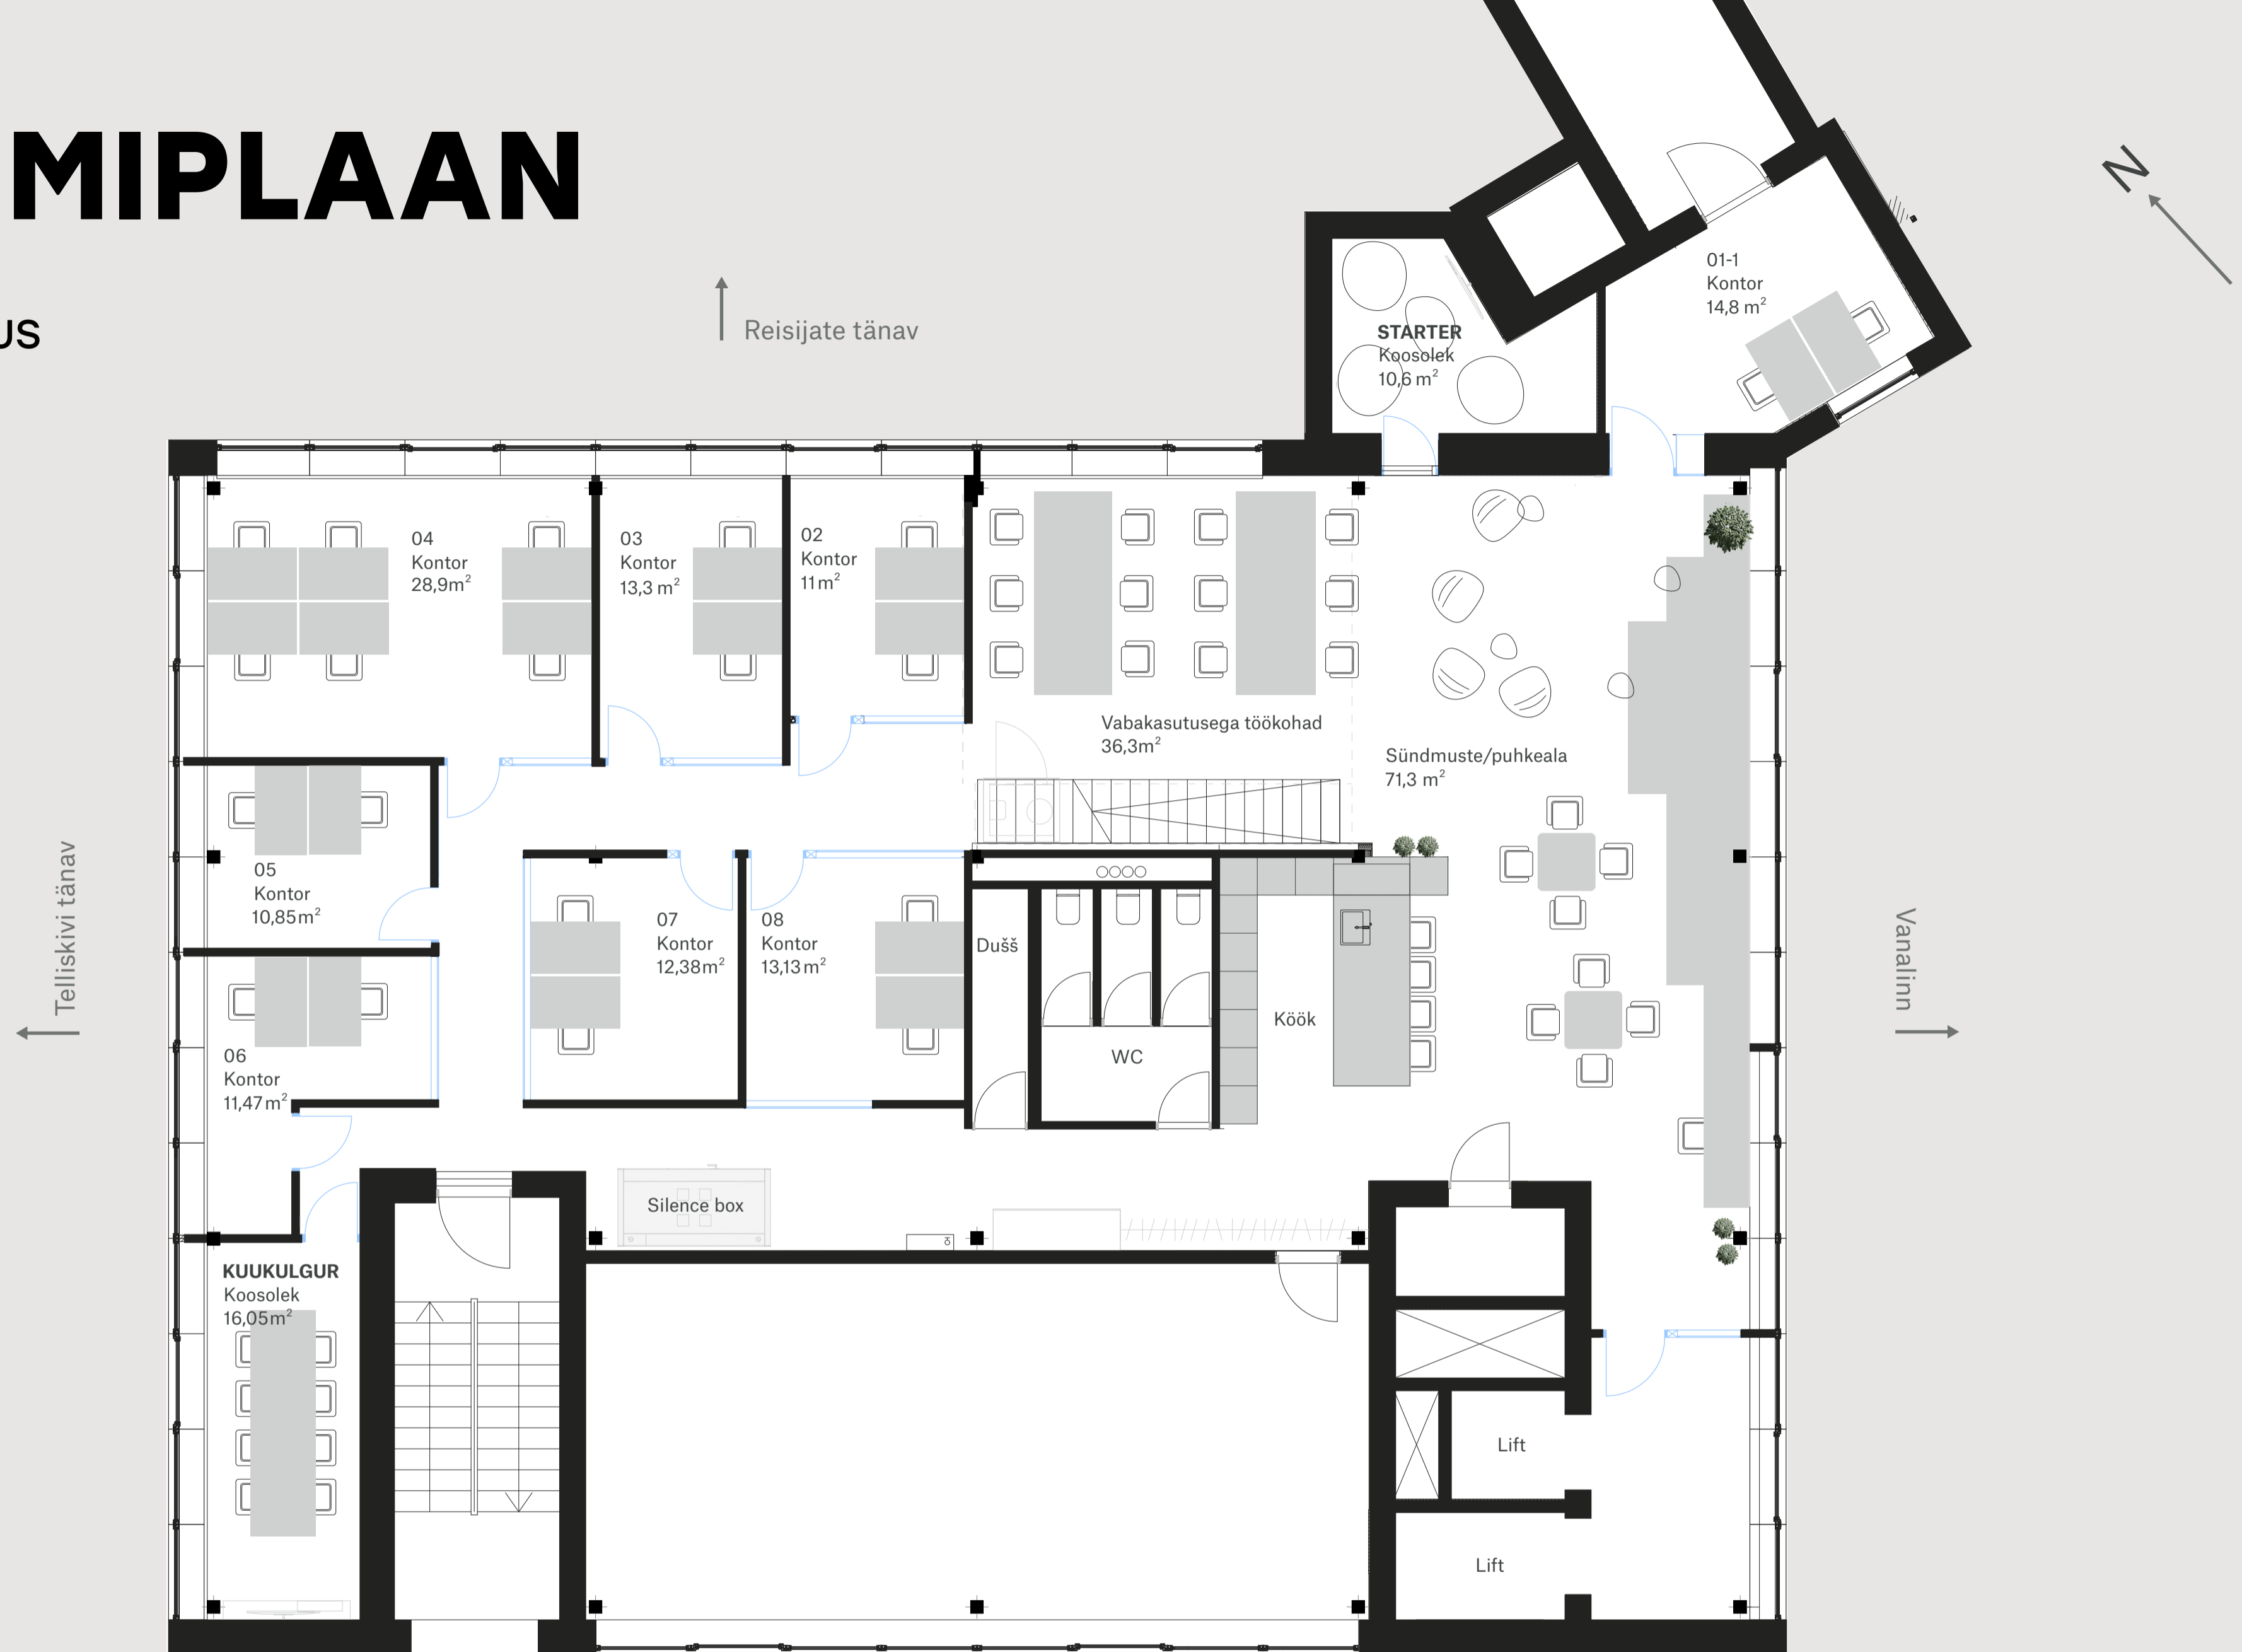 MIPLAAN
US
N
Reisijate tänav
01-1
Kontor
14,8 m²
STARTER
Koosolek
10,6 m²
04
Kontor
28,9m²
03
Kontor
13,3 m²
02
Kontor
11 m²
Vabakasutusega töökohad
36,3m²
Sündmuste/puhkeala
71,3 m²
Telliskivi tänav
05
Kontor
10,85m²
07
Kontor
12,38m²
08
Kontor
13,13m²
Dušš
WC
Köök
Vanalinn
06
Kontor
11,47m²
Silence box
KUUKULGUR
Koosolek
16,05m²
Lift
Lift